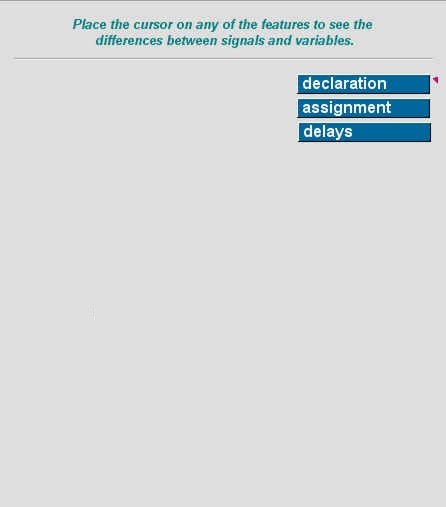 Place the cursor on any of the features to see the
differences between signals and variables.
declaration
assignment
delays